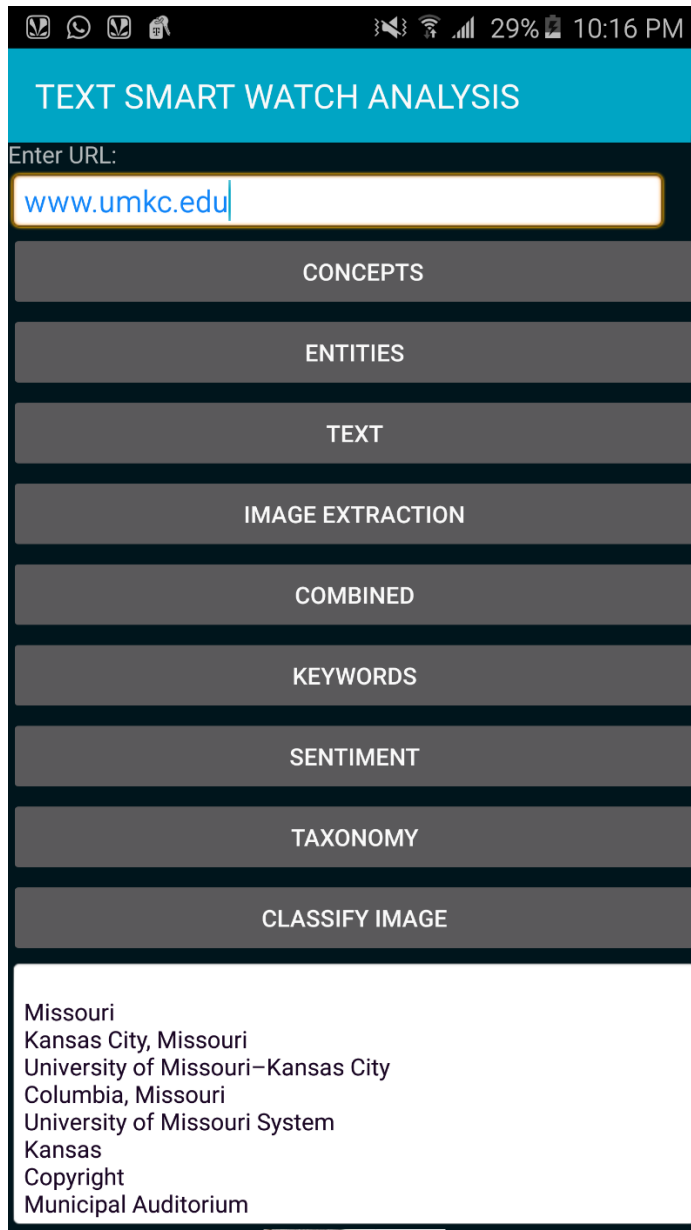 29% 10:16 PM
TEXT SMART WATCH ANALYSIS
Enter URL:
www.umkc.edu
CONCEPTS
ENTITIES
TEXT
IMAGE EXTRACTION
COMBINED
KEYWORDS
SENTIMENT
TAXONOMY
CLASSIFY IMAGE
Missouri
Kansas City, Missouri
University of Missouri–Kansas City
Columbia, Missouri
University of Missouri System
Kansas
Copyright
Municipal Auditorium